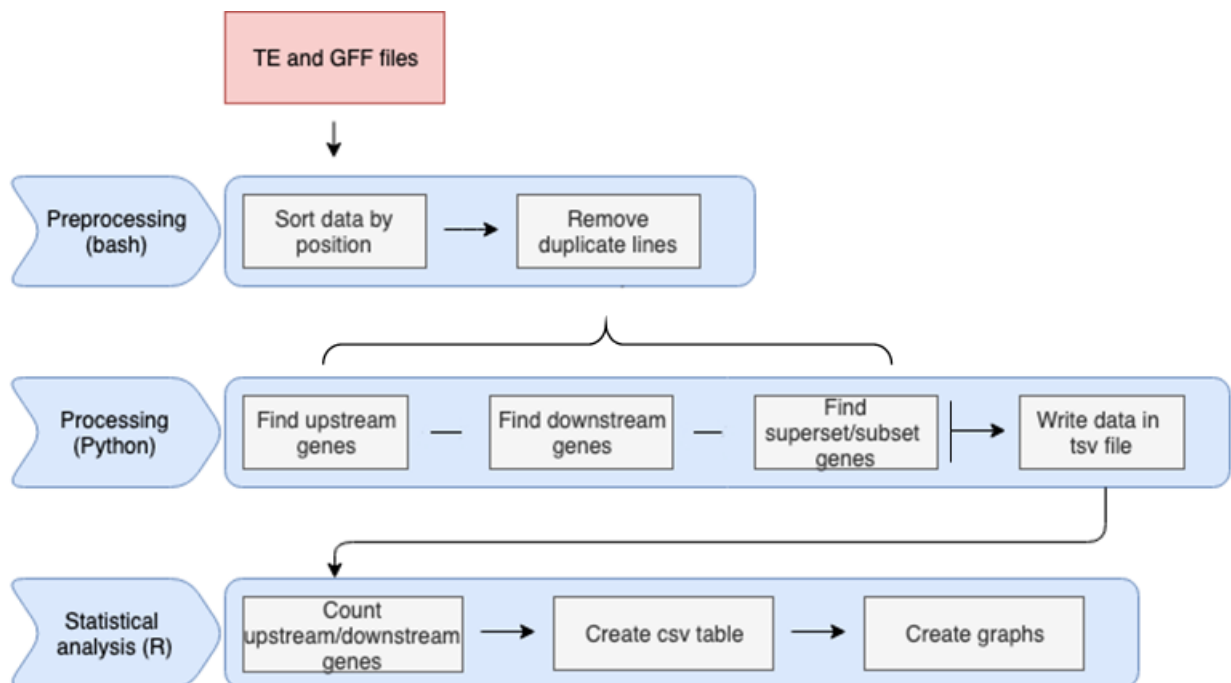 TE and GFF files
Preprocessing
(bash)
Sort data by
position
Remove
duplicate lines
Processing
(Python)
Find upstream
genes
Find downstream
genes
Find
superset/subset
genes
Write data in
tsv file
Statistical
analysis (R)
Count
upstream/downstream
genes
Create csv table
Create graphs